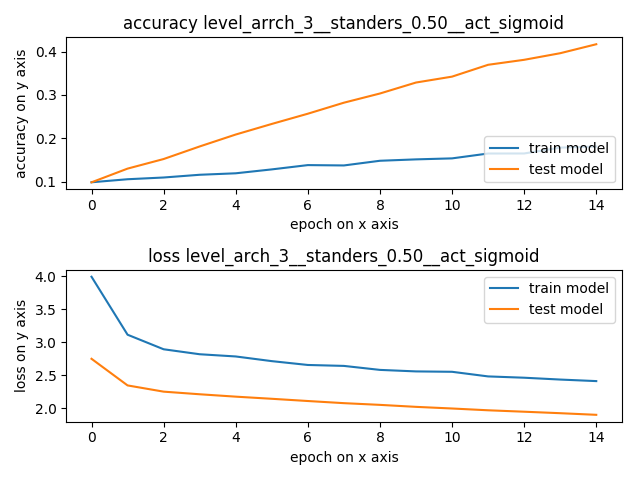 accuracy level_arrch_3__standers_0.50__act_sigmoid
accuracy on y axis
0.4
0.3
0.2
0.1
train model
test model
0 2 4 6 8 10 12 14
epoch on x axis
loss level_arch_3__standers_0.50__act_sigmoid
loss on y axis
4.0
3.5
3.0
2.5
2.0
train model
test model
0 2 4 6 8 10 12 14
epoch on x axis